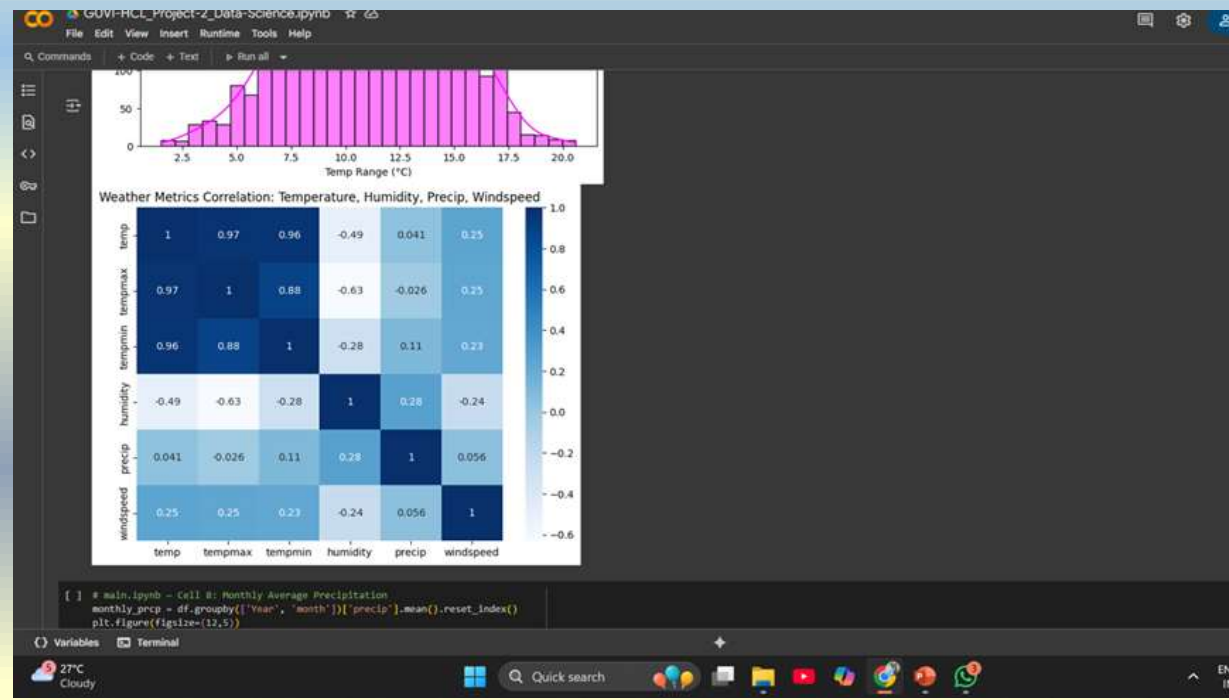 GUVI-HCL_Project-2_Data-Science.ipynb
File Edit View Insert Runtime Tools Help
Commands + Code + Text Run all
100
50
0
2.5 5.0 7.5 10.0 12.5 15.0 17.5 20.0
Temp Range (°C)
Weather Metrics Correlation: Temperature, Humidity, Precip, Windspeed
temp 1 0.97 0.96 -0.49 0.041 0.25
tempmax 0.97 1 0.88 -0.63 -0.026 0.25
tempmin 0.96 0.88 1 -0.28 0.11 0.23
humidity -0.49 -0.63 -0.28 1 0.28 -0.24
precip 0.041 -0.026 0.11 0.28 1 0.056
windspeed 0.25 0.25 0.23 -0.24 0.056 1
temp tempmax tempmin humidity precip windspeed
1.0
0.8
0.6
0.4
0.2
0.0
−0.2
−0.4
−0.6
[ ] # main.ipynb – Cell 8: Monthly Average Precipitation
monthly_prcp = df.groupby(['Year', 'month'])['precip'].mean().reset_index()
plt.figure(figsize=(12,5))
{} Variables Terminal
5 27°C
Cloudy
Quick search
3
EN